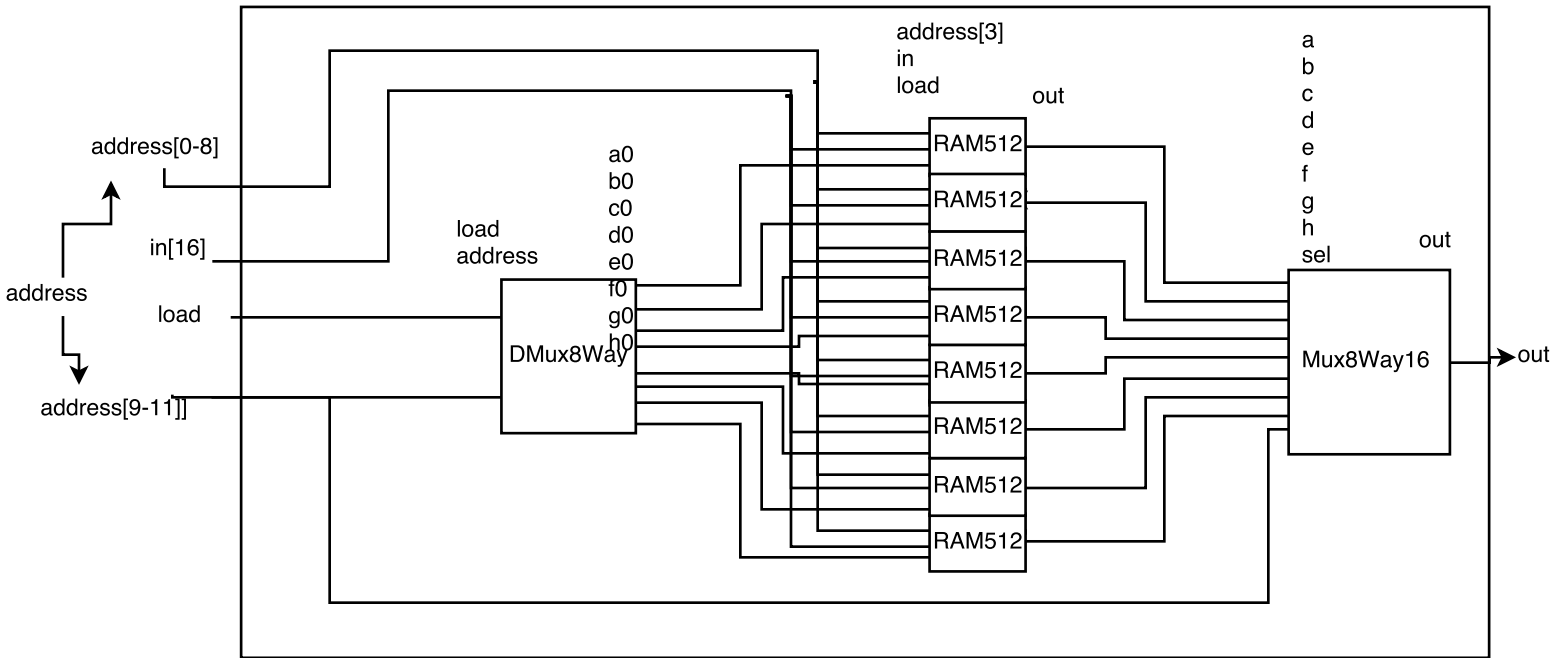 address[3]
in
load
out
a
b
c
d
e
f
g
h
sel
out
address[0-8]
in[16]
address
load
address[9-11]]
load
address
a0
b0
c0
d0
e0
f0
g0
h0
DMux8Way
RAM512
RAM512
RAM512
RAM512
RAM512
RAM512
RAM512
RAM512
Mux8Way16
out